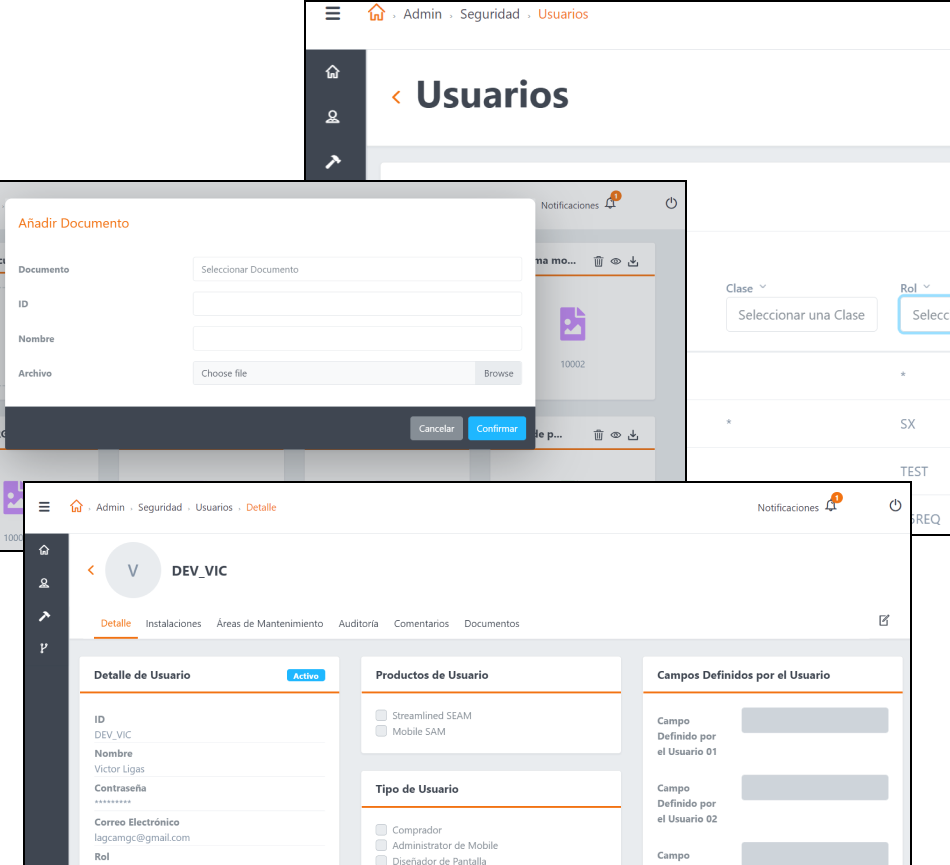 Admin › Seguridad › Usuarios
Usuarios
Clase
Rol
Seleccionar una Clase
*
*
SX
TEST
Notificaciones 1
Añadir Documento
Documento
Seleccionar Documento
ID
Nombre
Archivo
Choose file
Browse
Cancelar
Confirmar
ma mo...
10002
de p...
Admin › Seguridad › Usuarios › Detalle
Notificaciones 1
V
DEV_VIC
Detalle Instalaciones Áreas de Mantenimiento Auditoría Comentarios Documentos
Detalle de Usuario
Activo
ID
DEV_VIC
Nombre
Victor Ligas
Contraseña
*********
Correo Electrónico
lagcamgc@gmail.com
Rol
Productos de Usuario
Streamlined SEAM
Mobile SAM
Tipo de Usuario
Comprador
Administrador de Mobile
Diseñador de Pantalla
Campos Definidos por el Usuario
Campo
Definido por
el Usuario 01
Campo
Definido por
el Usuario 02
Campo